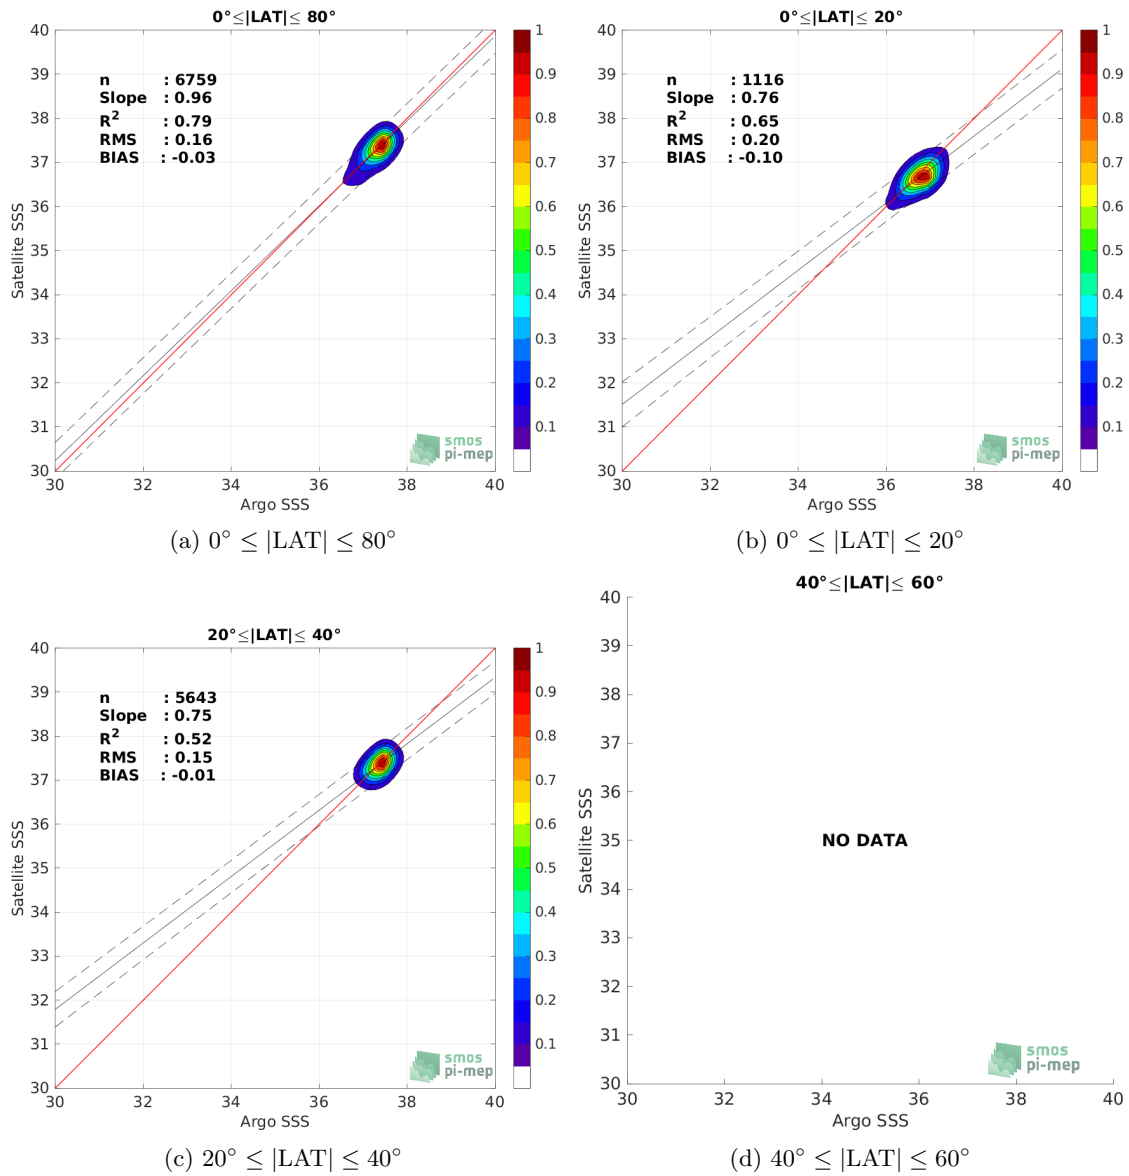 0°≤|LAT|≤ 80°
40
39
38
37
36
35
34
33
32
31
30
Satellite SSS
n : 6759
Slope : 0.96
R2 : 0.79
RMS : 0.16
BIAS : -0.03
smos
pi-mep
30 32 34 36 38 40
Argo SSS
1
0.9
0.8
0.7
0.6
0.5
0.4
0.3
0.2
0.1
(a) 0° ≤ |LAT| ≤ 80°
0°≤|LAT|≤ 20°
40
39
38
37
36
35
34
33
32
31
30
Satellite SSS
n : 1116
Slope : 0.76
R2 : 0.65
RMS : 0.20
BIAS : -0.10
smos
pi-mep
30 32 34 36 38 40
Argo SSS
1
0.9
0.8
0.7
0.6
0.5
0.4
0.3
0.2
0.1
(b) 0° ≤ |LAT| ≤ 20°
20°≤|LAT|≤ 40°
40
39
38
37
36
35
34
33
32
31
30
Satellite SSS
n : 5643
Slope : 0.75
R2 : 0.52
RMS : 0.15
BIAS : -0.01
smos
pi-mep
30 32 34 36 38 40
Argo SSS
1
0.9
0.8
0.7
0.6
0.5
0.4
0.3
0.2
0.1
(c) 20° ≤ |LAT| ≤ 40°
40°≤|LAT|≤ 60°
40
39
38
37
36
35
34
33
32
31
30
Satellite SSS
NO DATA
smos
pi-mep
30 32 34 36 38 40
Argo SSS
(d) 40° ≤ |LAT| ≤ 60°